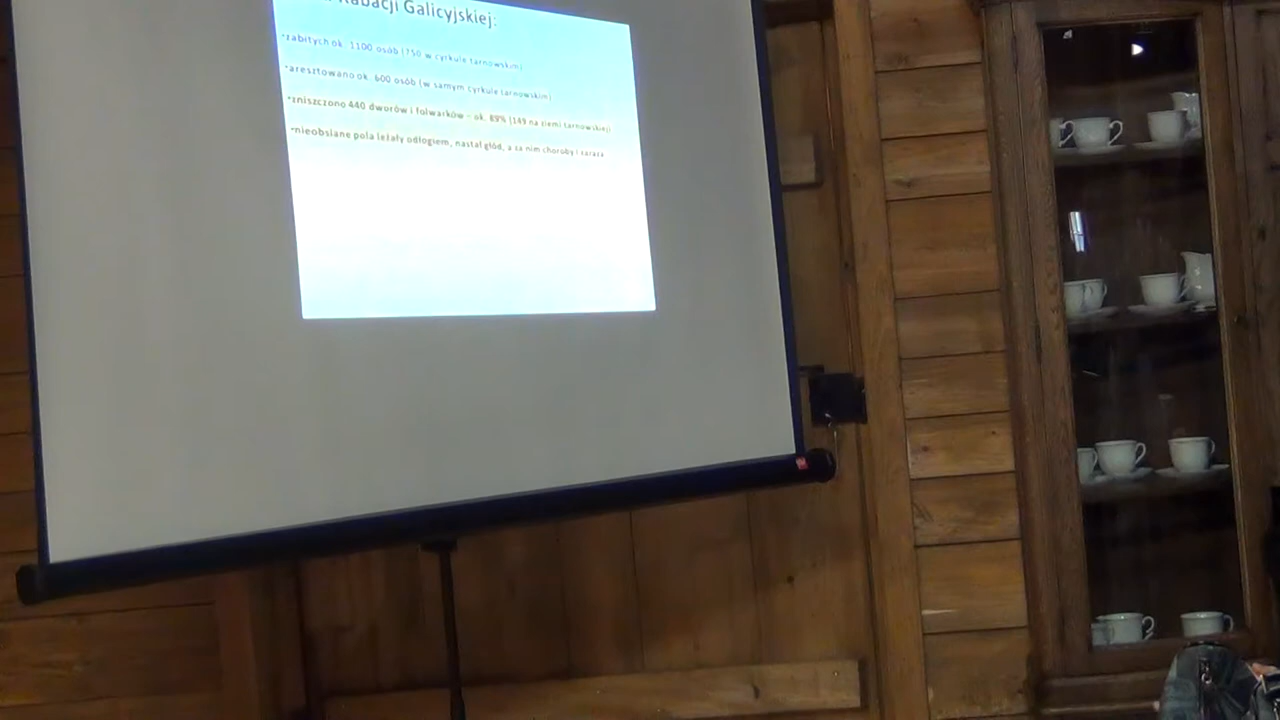 Rabacji Galicyjskiej:
•zabitych ok. 1100 osób (750 w cyrkule tarnowskim)
•aresztowano ok. 600 osób (w samym cyrkule tarnowskim)
•zniszczono 440 dworów i folwarków – ok. 89% (149 na ziemi tarnowskiej)
•nieobsiane pola leżały odłogiem, nastał głód, a za nim choroby i zaraza